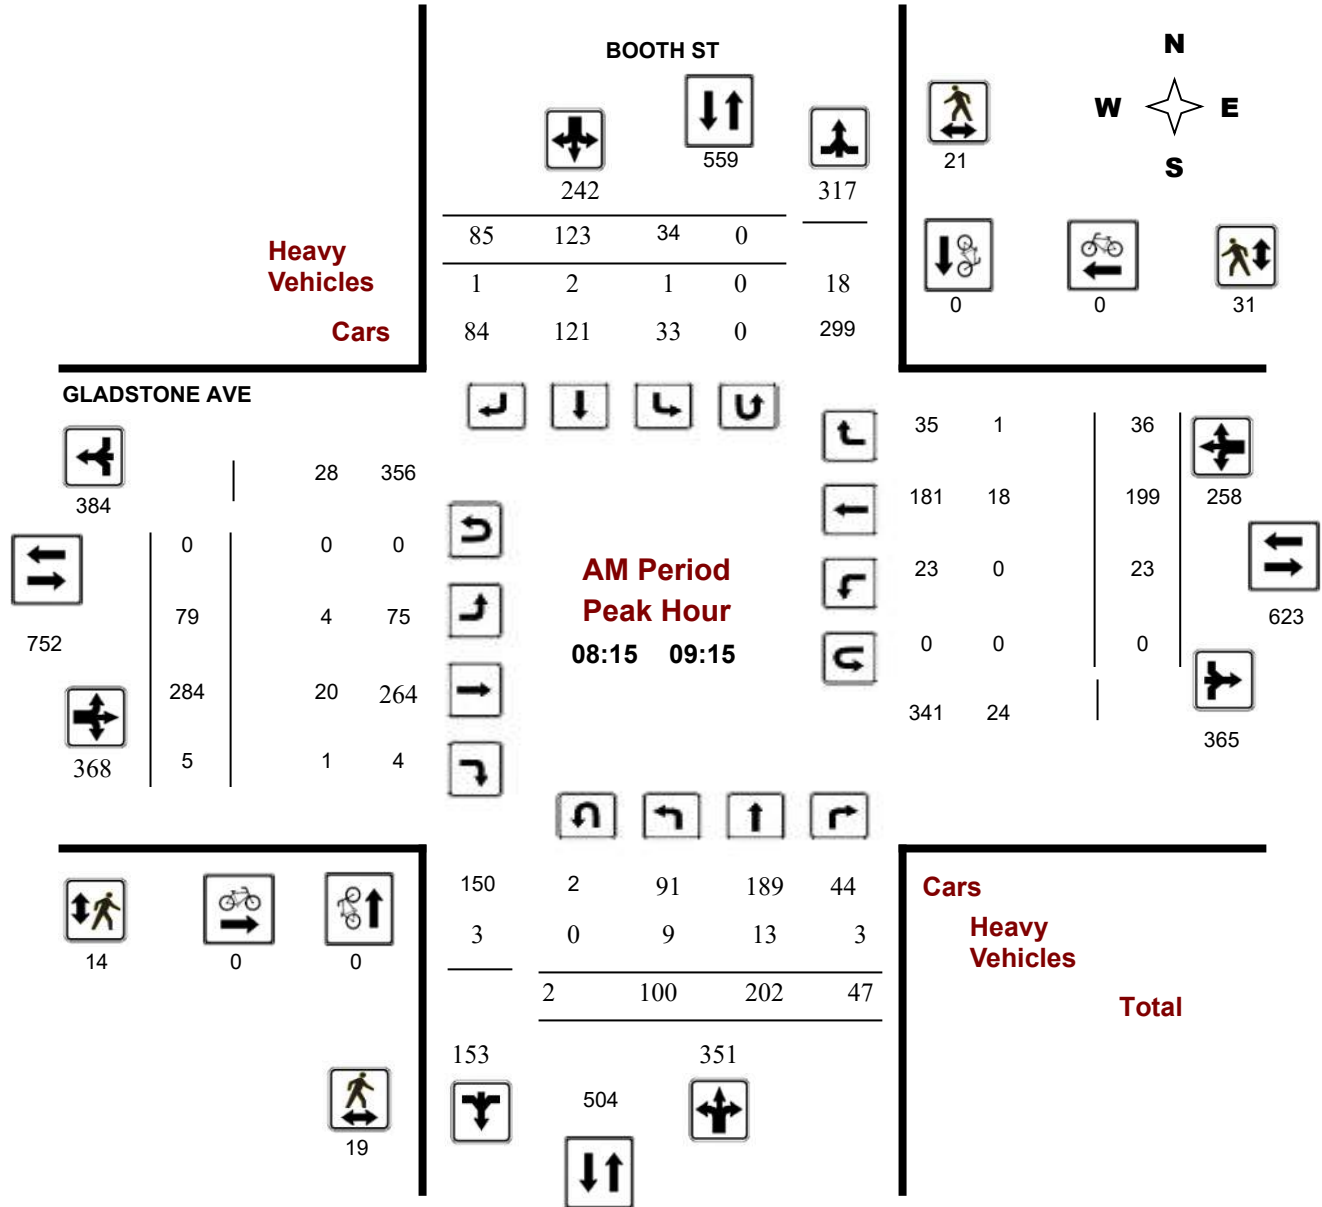 BOOTH ST
N
W E
S
559
21
242
317
85 123 34 0
Heavy
Vehicles
1 2 1 0 18
0 0 31
Cars
84 121 33 0 299
GLADSTONE AVE
35 1 36
28 356
384
181 18 199 258
0 0 0
AM Period
Peak Hour
08:15 09:15
23 0 23
79 4 75
623
752
0 0 0
284 20 264
341 24
365
368 5 1 4
150 2 91 189 44
Cars
3 0 9 13 3
Heavy
Vehicles
14 0 0
2 100 202 47
Total
153 351
504
19